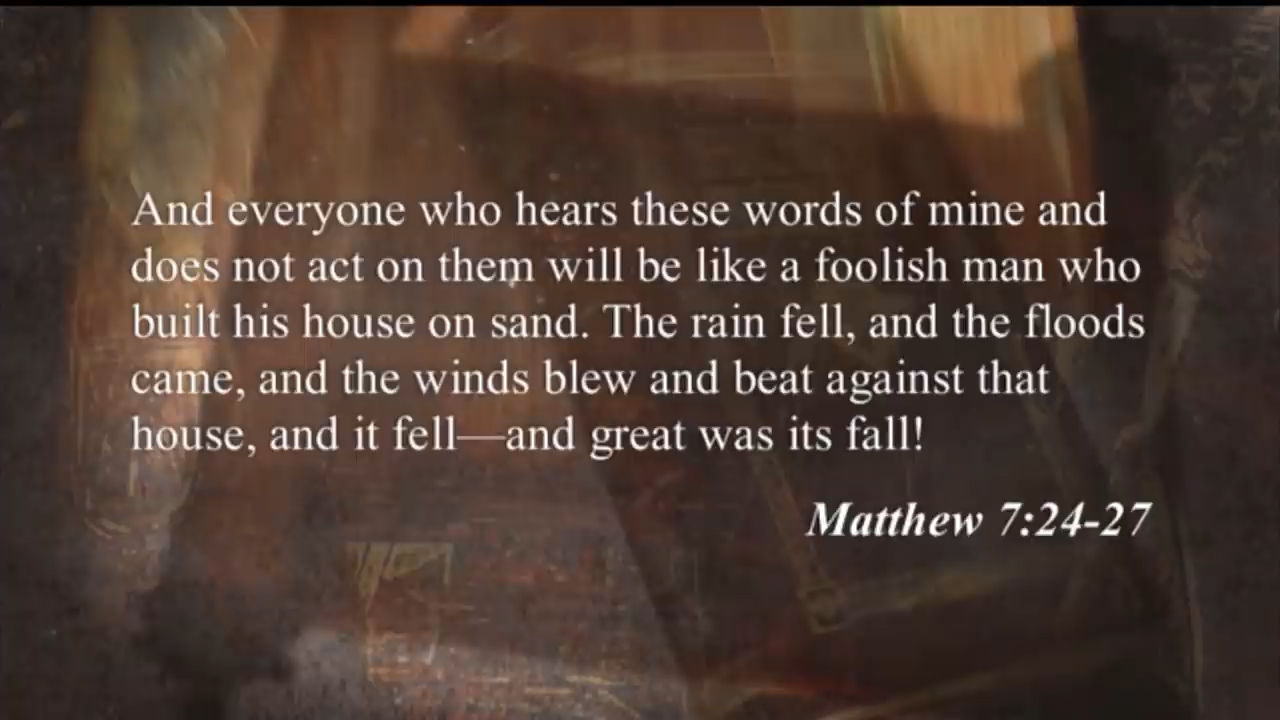 And everyone who hears these words of mine and
does not act on them will be like a foolish man who
built his house on sand. The rain fell, and the floods
came, and the winds blew and beat against that
house, and it fell—and great was its fall!
Matthew 7:24-27